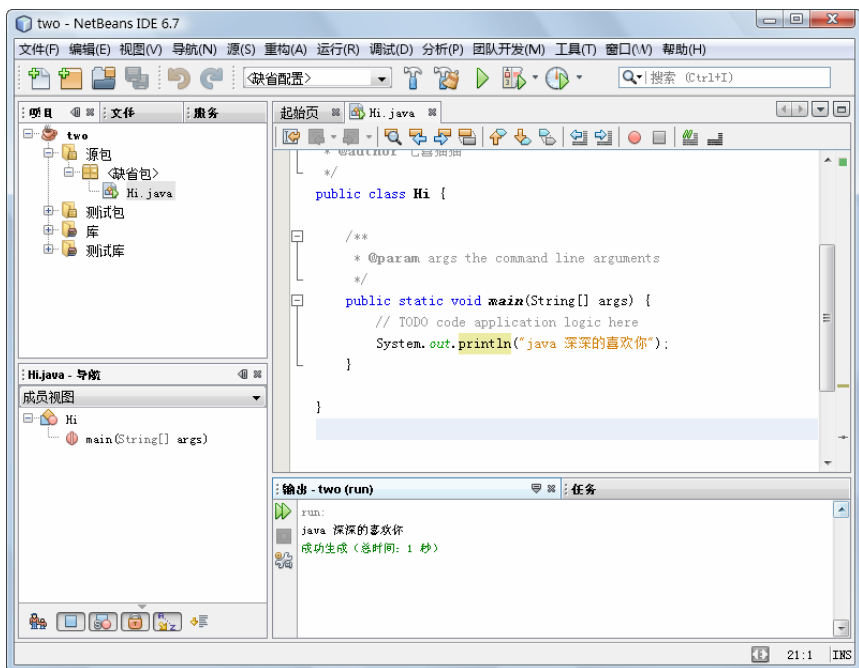 two - NetBeans IDE 6.7
文件(F) 编辑(E) 视图(V) 导航(N) 源(S) 重构(A) 运行(R) 调试(D) 分析(P) 团队开发(M) 工具(T) 窗口(W) 帮助(H)
<缺省配置>
搜索 (Ctrl+I)
项目 文件 服务
two
源包
<缺省包>
Hi.java
测试包
库
测试库
Hi.java - 导航
成员视图
Hi
main(String[] args)
起始页 Hi.java
* @author
*/
public class Hi {
/**
* @param args the command line arguments
*/
public static void main(String[] args) {
// TODO code application logic here
System.out.println("java 深深的喜欢你");
}
}
输出 - two (run) 任务
run:
java 深深的喜欢你
成功生成（总时间：1 秒）
21:1 INS